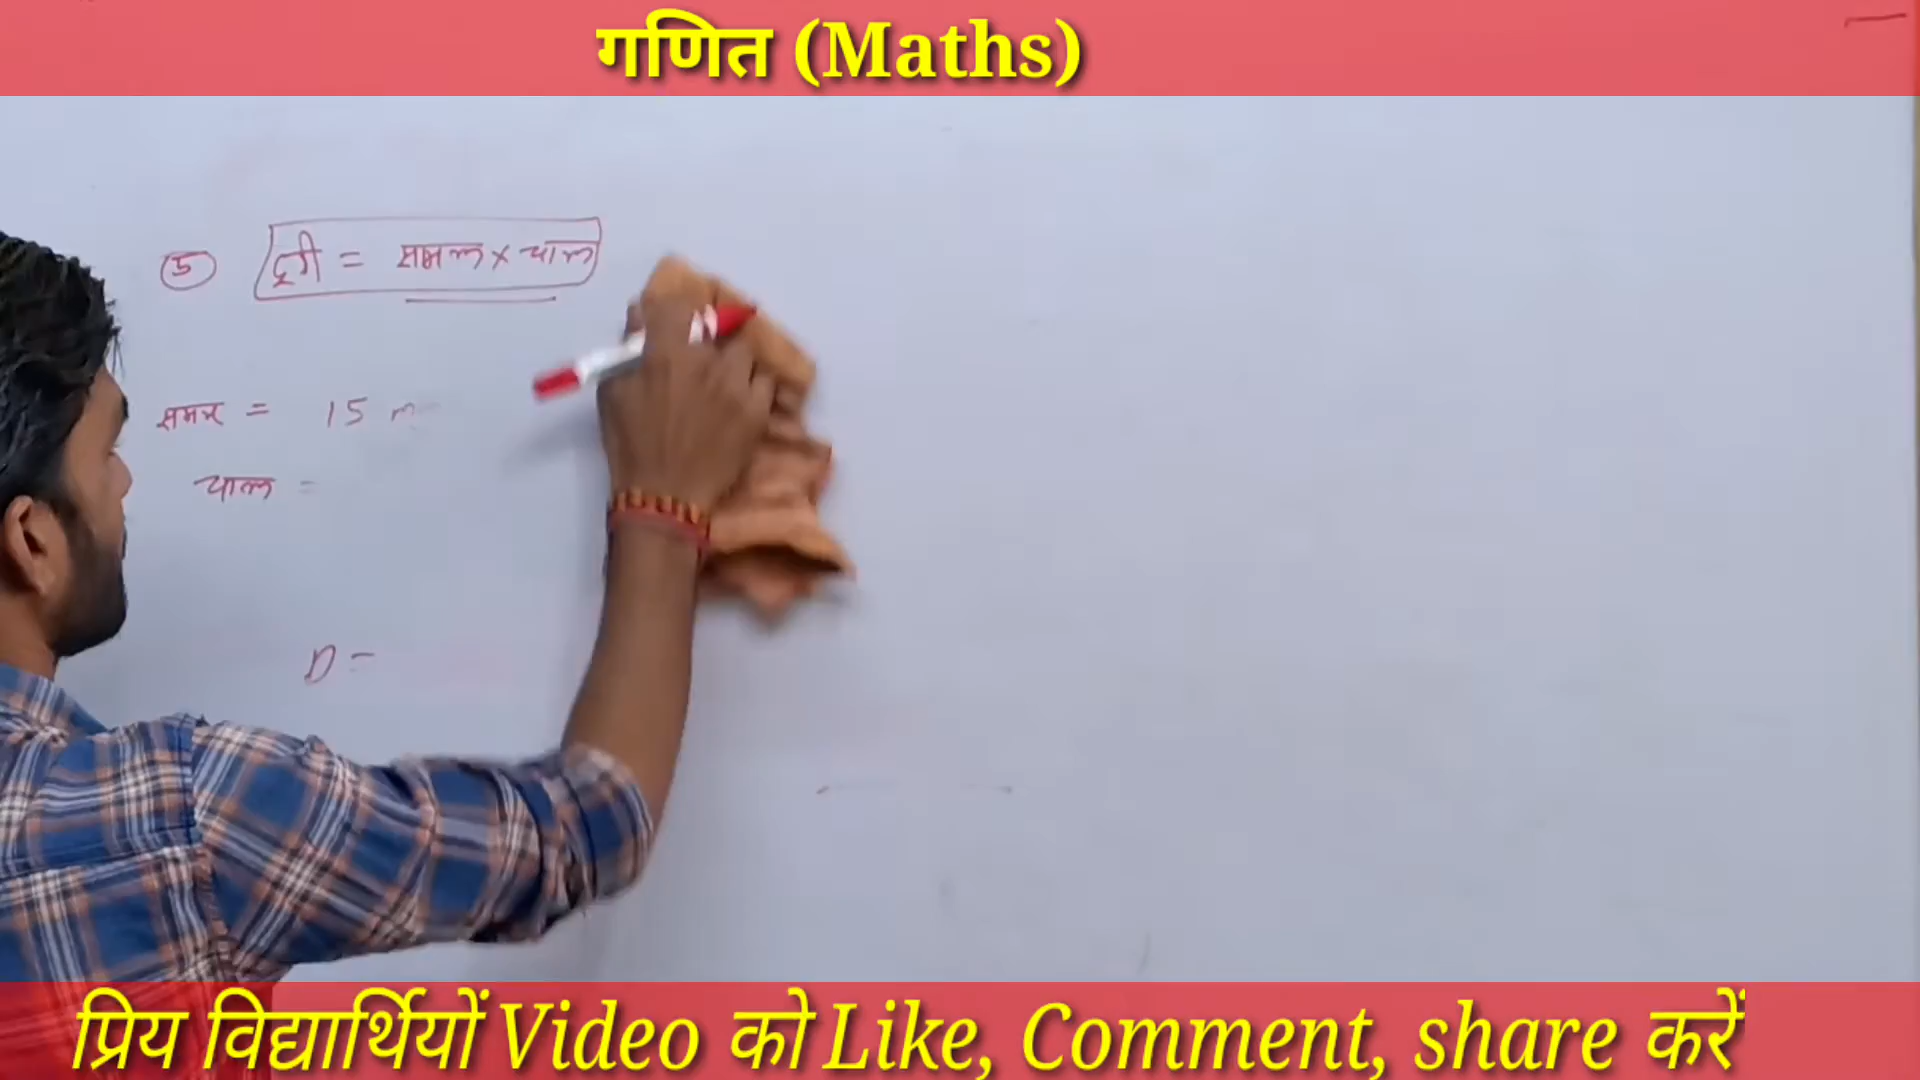 गणित (Maths)
5 दूरी = समय × चाल
समय = 15 m
चाल =
D =
प्रिय विद्यार्थियों Video को Like, Comment, share करें